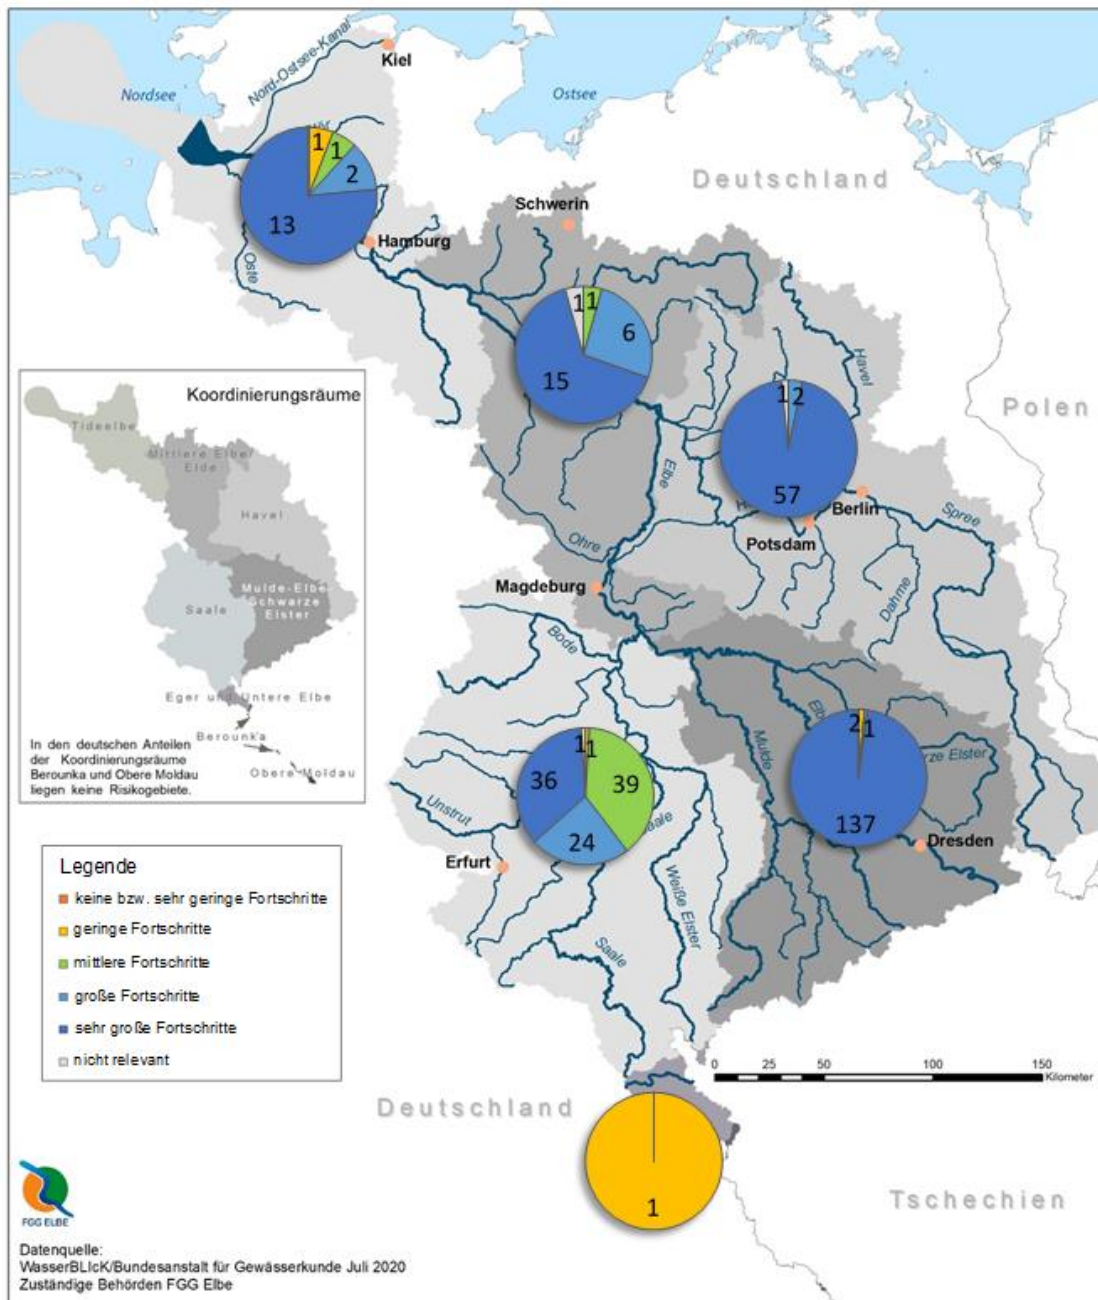 Kiel
Nord-Ostsee-Kanal
Nordsee
Ostsee
Deutschland
1
1
2
13
Schwerin
Hamburg
Oste
1
1
6
15
Havel
Polen
1
2
57
Elbe
Berlin
Spree
Potsdam
Ohre
Dahme
Magdeburg
Koordinierungsräume
Tideelbe
Mittlere Elbe/
Elde
Havel
Mulde-Elbe-
Schwarze
Elster
Saale
Eger und Untere Elbe
Berounka
Obere Moldau
In den deutschen Anteilen
der Koordinierungsräume
Berounka und Obere Moldau
liegen keine Risikogebiete.
Bode
Mulde
2
1
rze Elster
137
Dresden
1
1
36
39
24
aale
Unstrut
Erfurt
Weiße Elster
Saale
Legende
keine bzw. sehr geringe Fortschritte
geringe Fortschritte
mittlere Fortschritte
große Fortschritte
sehr große Fortschritte
nicht relevant
0 25 50 100 150
Kilometer
Deutschland
1
Tschechien
FGG ELBE
Datenquelle:
WasserBLIcK/Bundesanstalt für Gewässerkunde Juli 2020
Zuständige Behörden FGG Elbe